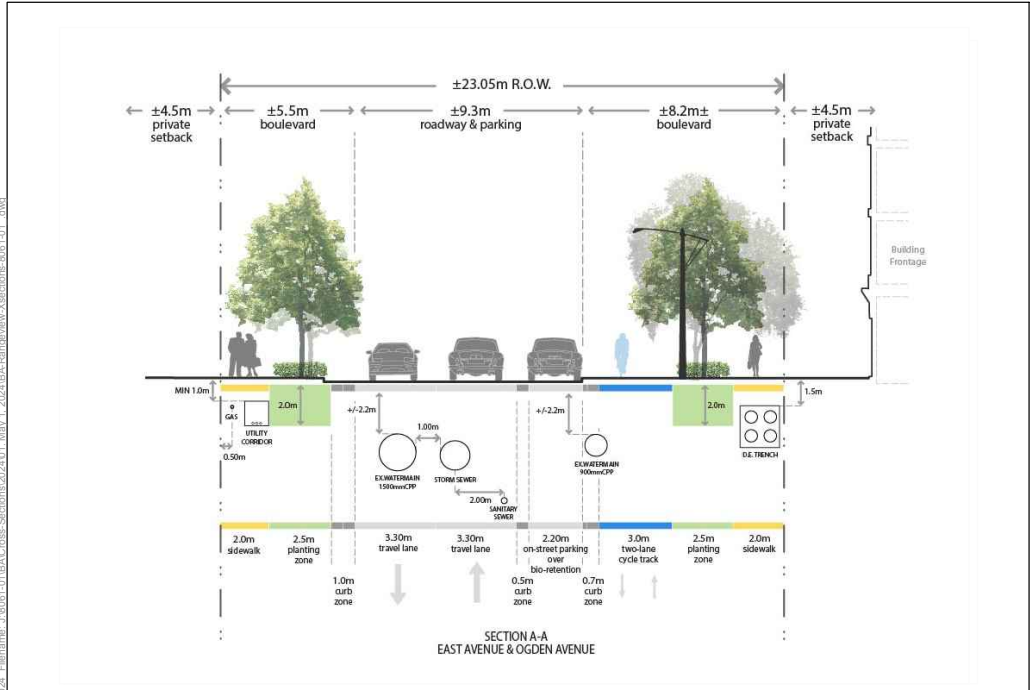 ±23.05m R.O.W.
±4.5m
private
setback
±5.5m
boulevard
±9.3m
roadway & parking
±8.2m±
boulevard
±4.5m
private
setback
Building
Frontage
MIN 1.0m
GAS
0.50m
UTILITY
CORRIDOR
2.0m
+/-2.2m
1.00m
EX.WATERMAIN
1500mmCPP
STORM SEWER
2.00m
SANITARY
SEWER
+/-2.2m
EX.WATERMAIN
900mmCPP
2.0m
1.5m
D.E. TRENCH
2.0m
sidewalk
2.5m
planting
zone
1.0m
curb
zone
3.30m
travel lane
3.30m
travel lane
0.5m
curb
zone
2.20m
on-street parking
over
bio-retention
0.7m
curb
zone
3.0m
two-lane
cycle track
2.5m
planting
zone
2.0m
sidewalk
SECTION A-A
EAST AVENUE & OGDEN AVENUE